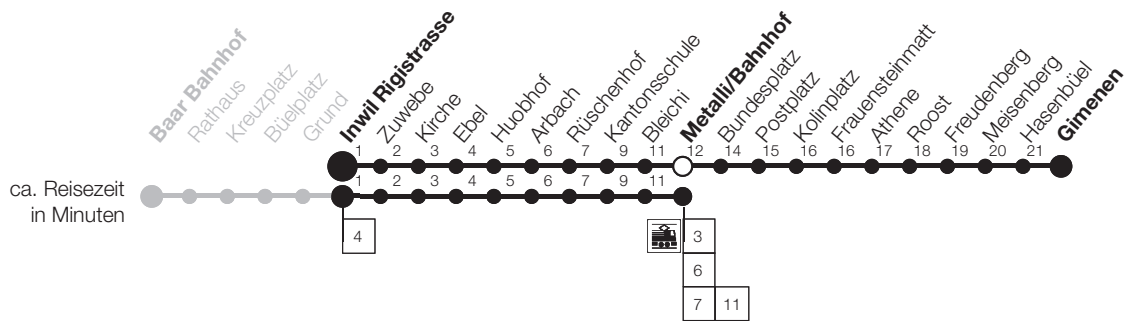 Baar Bahnhof
Rathaus
Kreuzplatz
Büelplatz
Grund
Inwil Rigistrasse
Zuwebe
Kirche
Ebel
Huobhof
Arbach
Rüschenhof
Kantonsschule
Bleichi
Metalli/Bahnhof
Bundesplatz
Postplatz
Kolinplatz
Frauensteinmatt
Athene
Roost
Freudenberg
Meisenberg
Hasenbüel
Gimenen
1 2 3 4 5 6 7 9 11 12 14 15 16 16 17 18 19 20 21
ca. Reisezeit
in Minuten
1 2 3 4 5 6 7 9 11
4 3
6
7 11